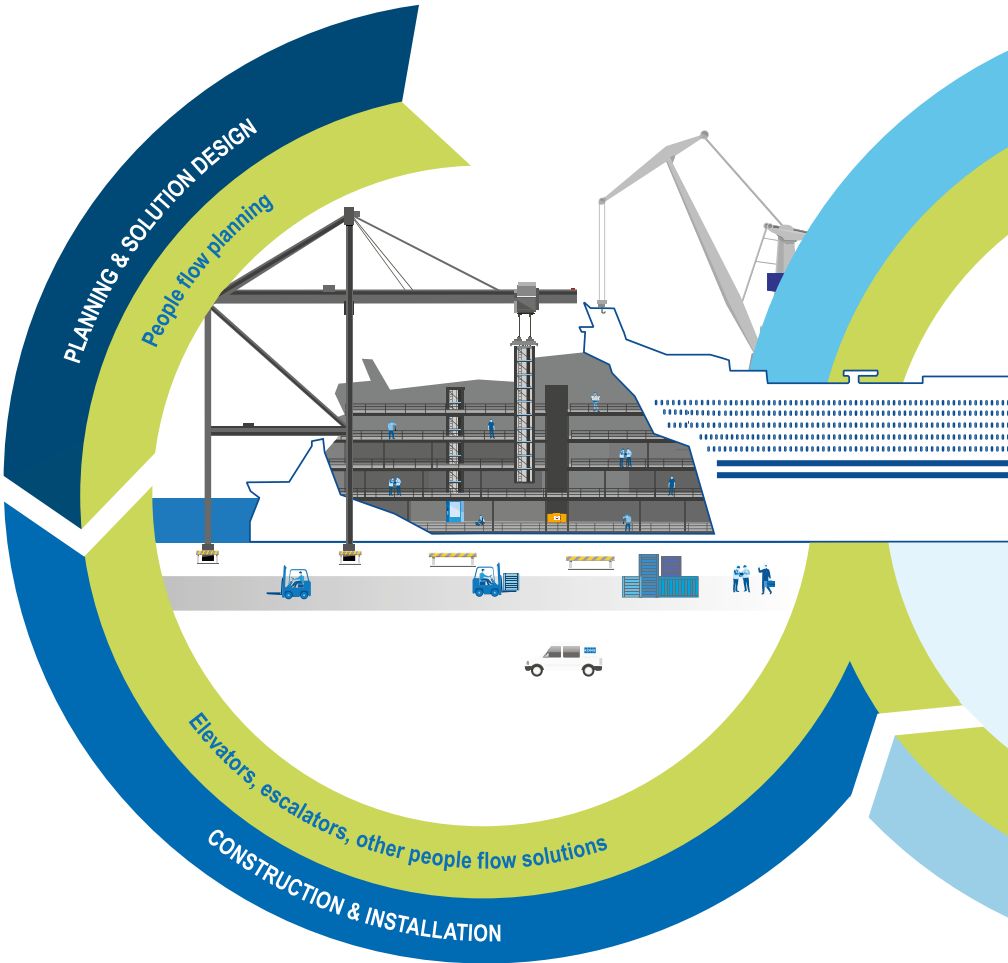 PLANNING & SOLUTION DESIGN
People flow planning
Elevators, escalators, other people flow solutions
CONSTRUCTION & INSTALLATION